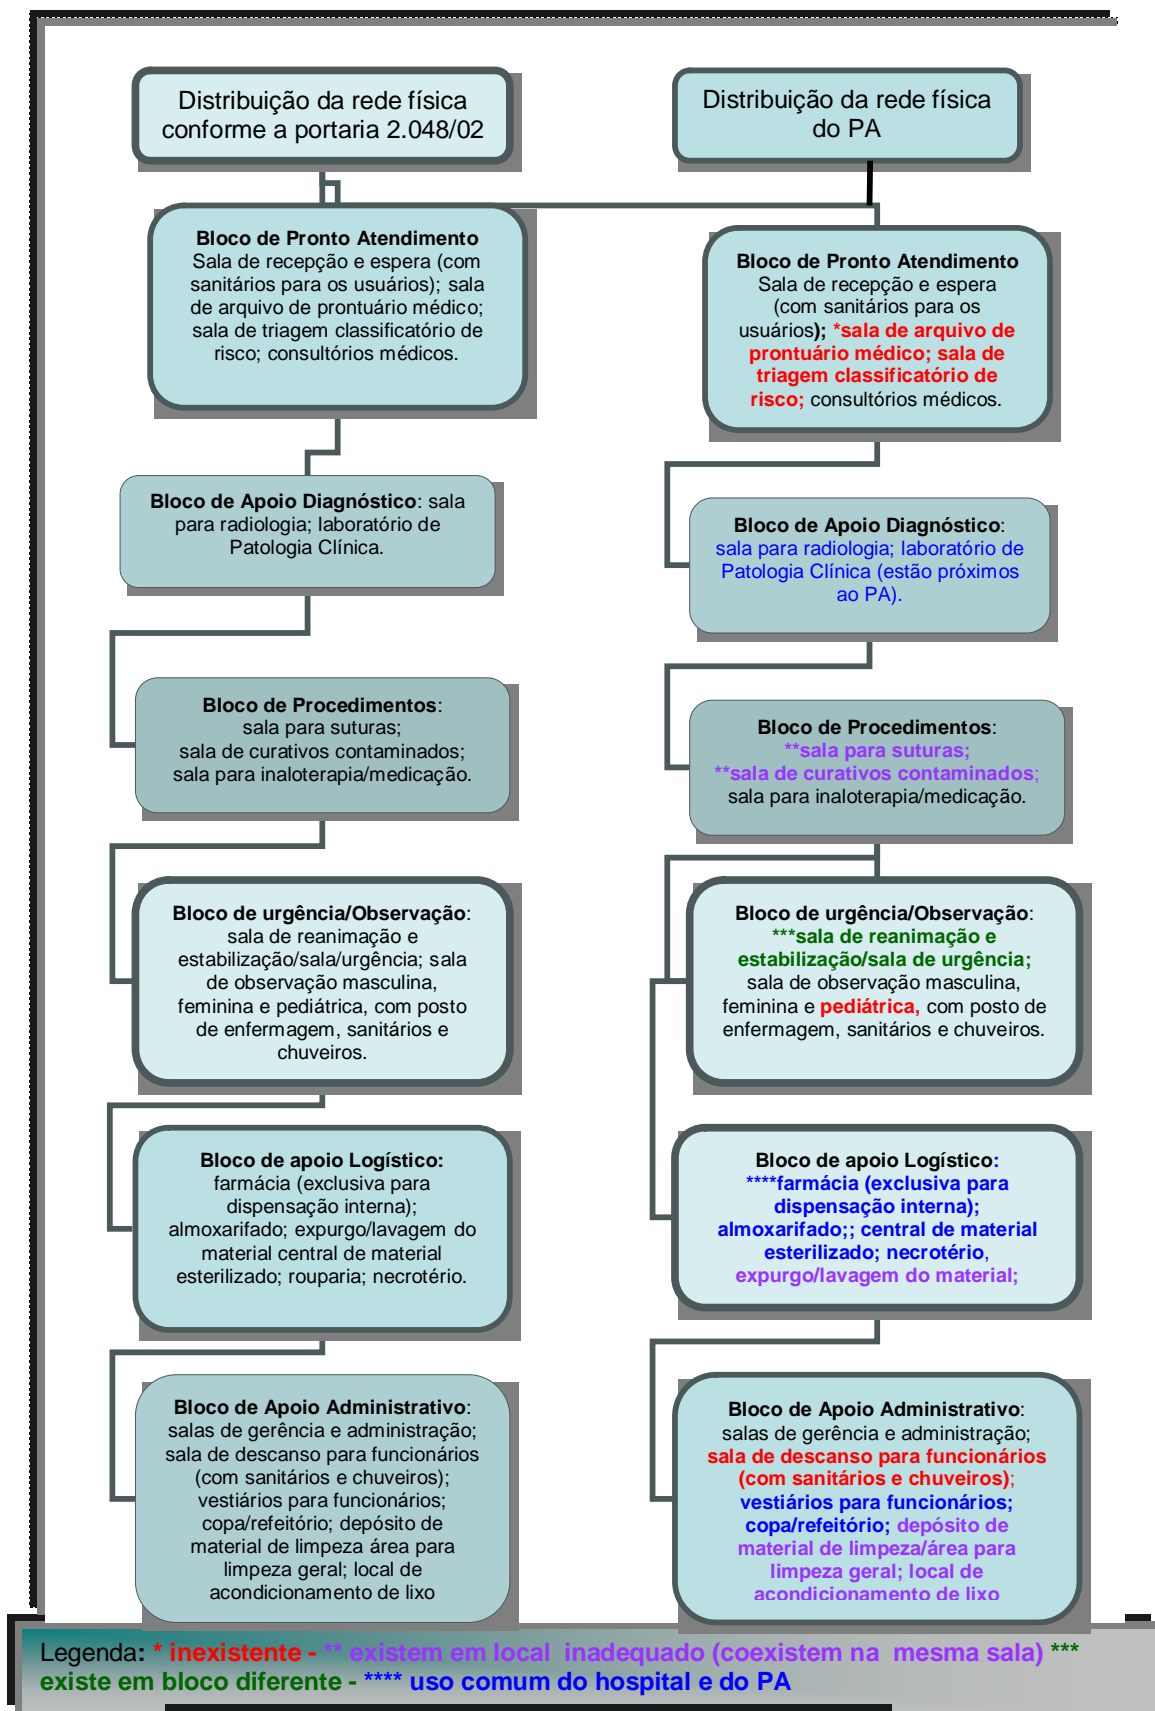 Distribuição da rede física
conforme a portaria 2.048/02
Distribuição da rede física
do PA
Bloco de Pronto Atendimento
Sala de recepção e espera (com
sanitários para os usuários); sala
de arquivo de prontuário médico;
sala de triagem classificatório de
risco; consultórios médicos.
Bloco de Pronto Atendimento
Sala de recepção e espera
(com sanitários para os
usuários); *sala de arquivo de
prontuário médico; sala de
triagem classificatório de
risco; consultórios médicos.
Bloco de Apoio Diagnóstico: sala
para radiologia; laboratório de
Patologia Clínica.
Bloco de Apoio Diagnóstico:
sala para radiologia; laboratório de
Patologia Clínica (estão próximos
ao PA).
Bloco de Procedimentos:
sala para suturas;
sala de curativos contaminados;
sala para inaloterapia/medicação.
Bloco de Procedimentos:
**sala para suturas;
**sala de curativos contaminados;
sala para inaloterapia/medicação.
Bloco de urgência/Observação:
sala de reanimação e
estabilização/sala/urgência; sala
de observação masculina,
feminina e pediátrica, com posto
de enfermagem, sanitários e
chuveiros.
Bloco de urgência/Observação:
***sala de reanimação e
estabilização/sala de urgência;
sala de observação masculina,
feminina e pediátrica, com posto de
enfermagem, sanitários e chuveiros.
Bloco de apoio Logístico:
farmácia (exclusiva para
dispensação interna);
almoxarifado; expurgo/lavagem do
material central de material
esterilizado; rouparia; necrotério.
Bloco de apoio Logístico:
****farmácia (exclusiva para
dispensação interna);
almoxarifado;; central de material
esterilizado; necrotério,
expurgo/lavagem do material;
Bloco de Apoio Administrativo:
salas de gerência e administração;
sala de descanso para funcionários
(com sanitários e chuveiros);
vestiários para funcionários;
copa/refeitório; depósito de
material de limpeza área para
limpeza geral; local de
acondicionamento de lixo
Bloco de Apoio Administrativo:
salas de gerência e administração;
sala de descanso para funcionários
(com sanitários e chuveiros);
vestiários para funcionários;
copa/refeitório; depósito de
material de limpeza/área para
limpeza geral; local de
acondicionamento de lixo
Legenda: * inexistente - ** existem em local inadequado (coexistem na mesma sala) ***
existe em bloco diferente - **** uso comum do hospital e do PA